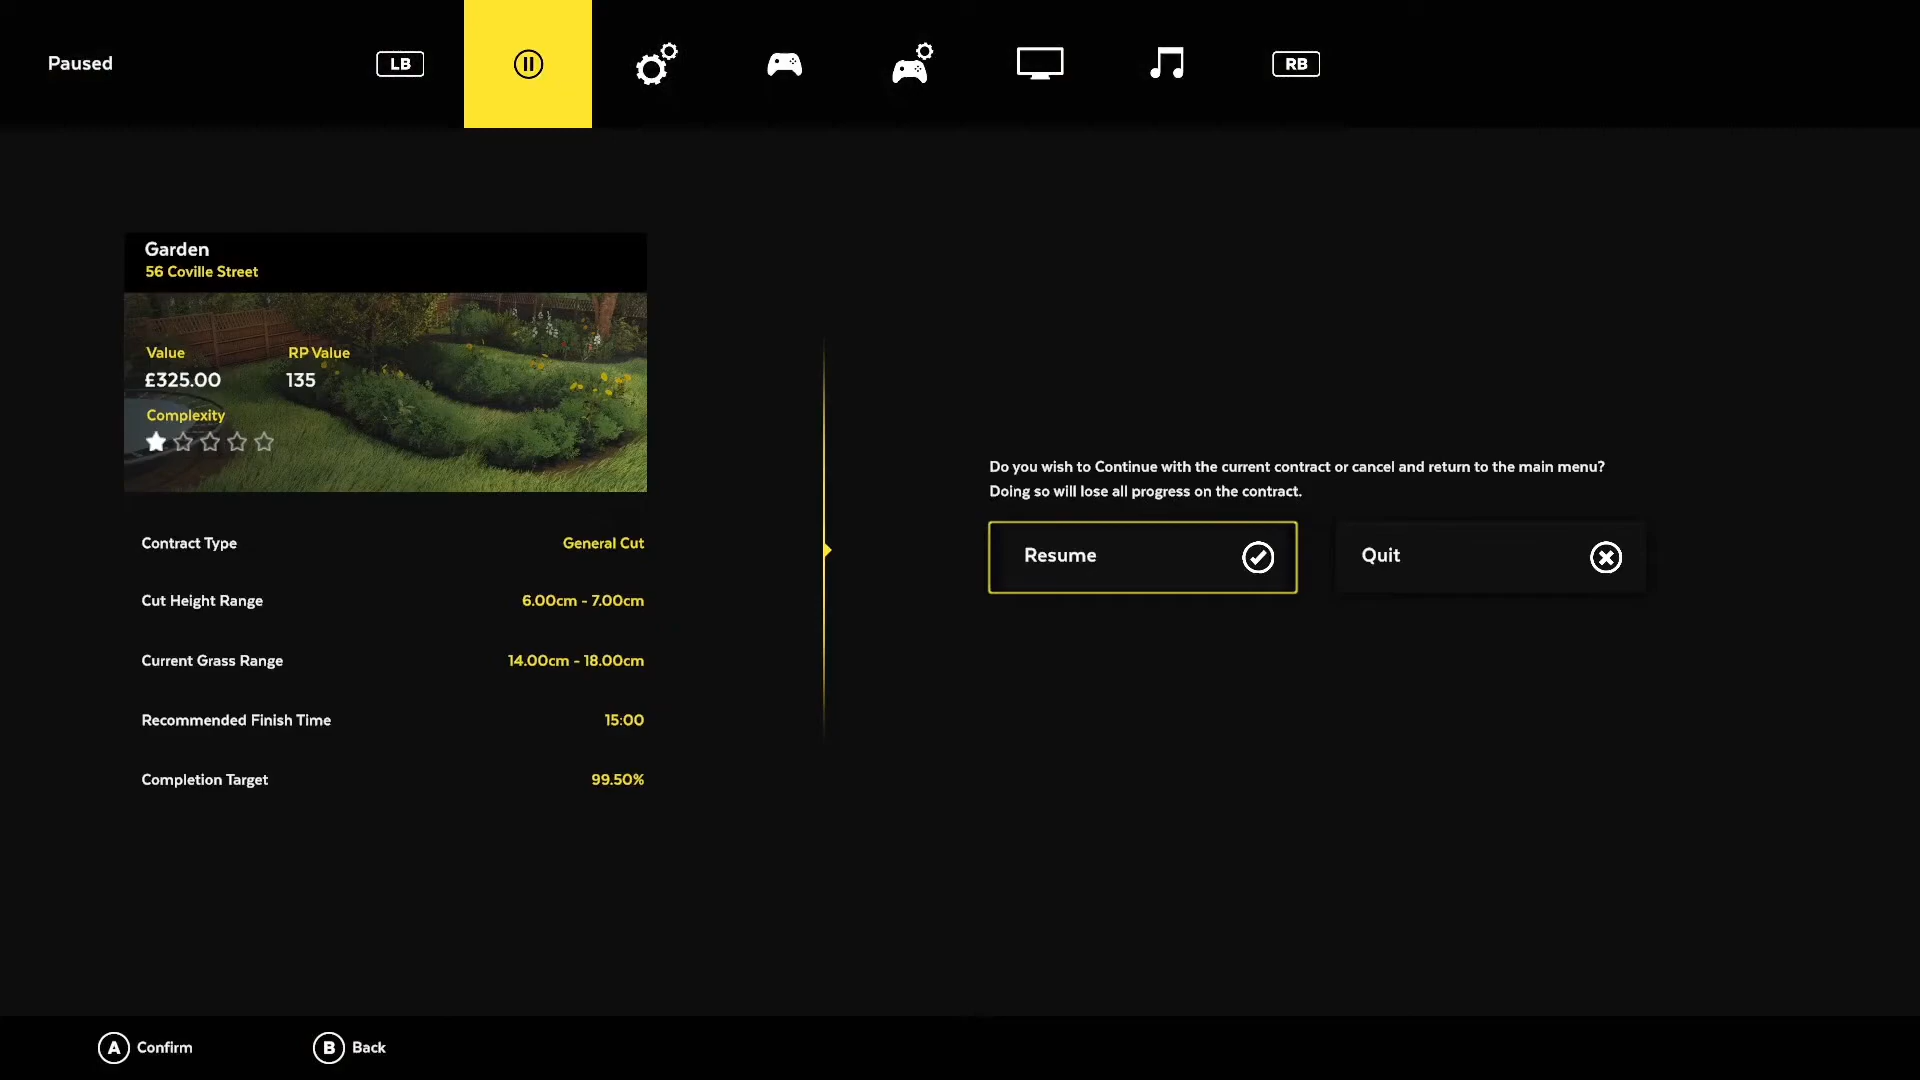 Paused
LB
RB
Garden
56 Coville Street
Value
RP Value
£325.00
135
Complexity
Contract Type
General Cut
Cut Height Range
6.00cm - 7.00cm
Current Grass Range
14.00cm - 18.00cm
Recommended Finish Time
15:00
Completion Target
99.50%
Do you wish to Continue with the current contract or cancel and return to the main menu?
Doing so will lose all progress on the contract.
Resume
Quit
A Confirm
B Back